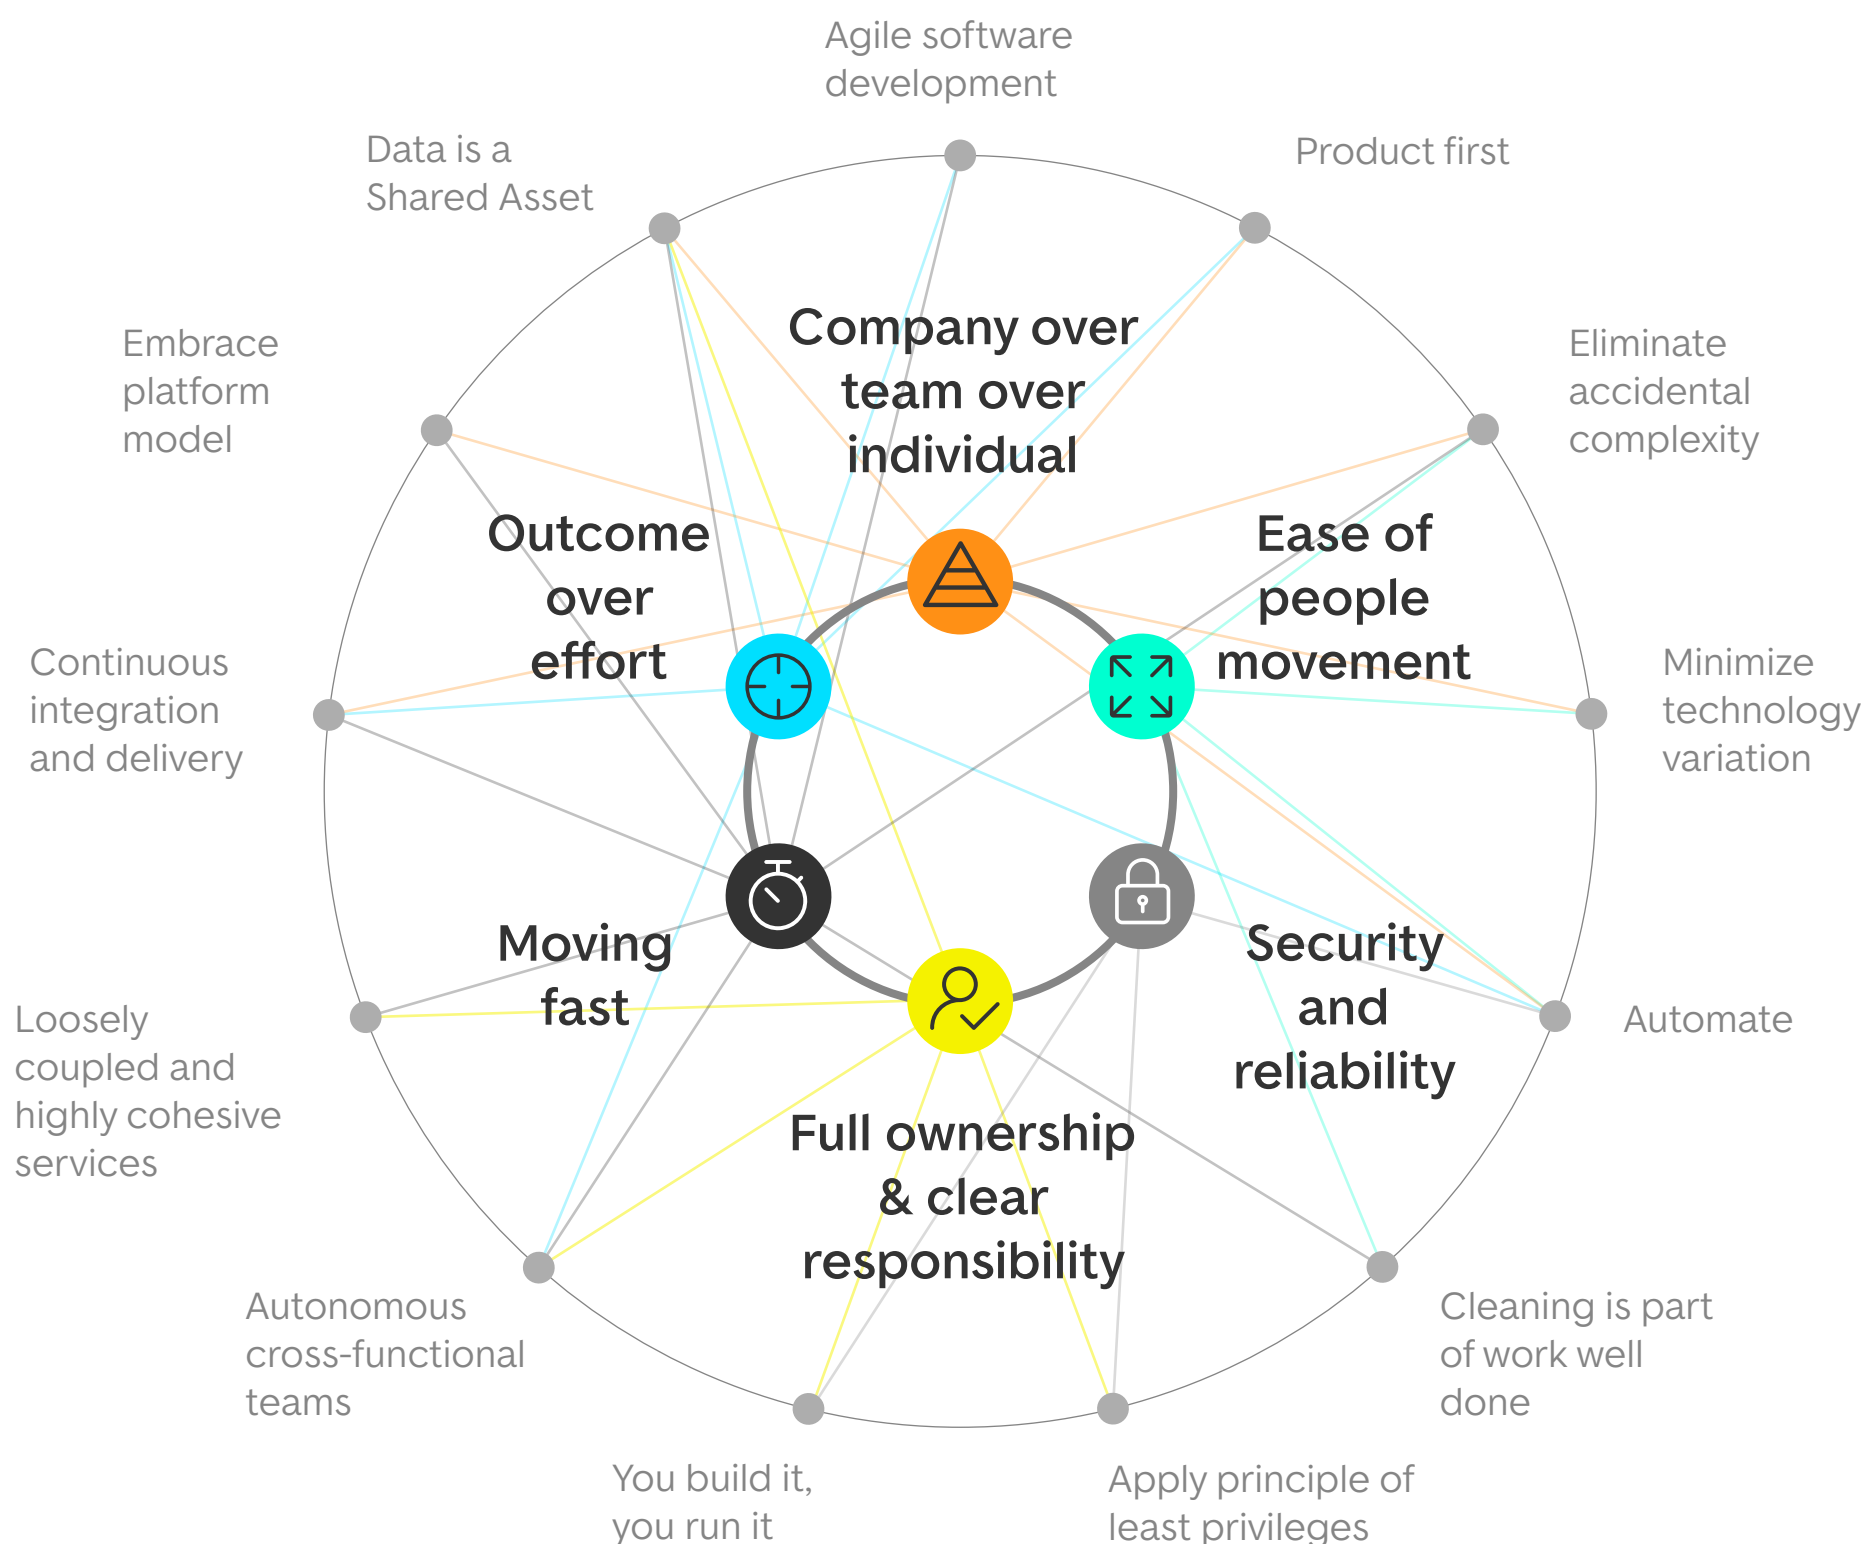 Agile software
development
Product first
Data is a
Shared Asset
Company over
team over
individual
Embrace
platform
model
Eliminate
accidental
complexity
Outcome
over
effort
Ease of
people
movement
Continuous
integration
and delivery
Minimize
technology
variation
Moving
fast
Security
and
reliability
Loosely
coupled and
highly cohesive
services
Automate
Full ownership
& clear
responsibility
Autonomous
cross-functional
teams
Cleaning is part
of work well
done
You build it,
you run it
Apply principle of
least privileges